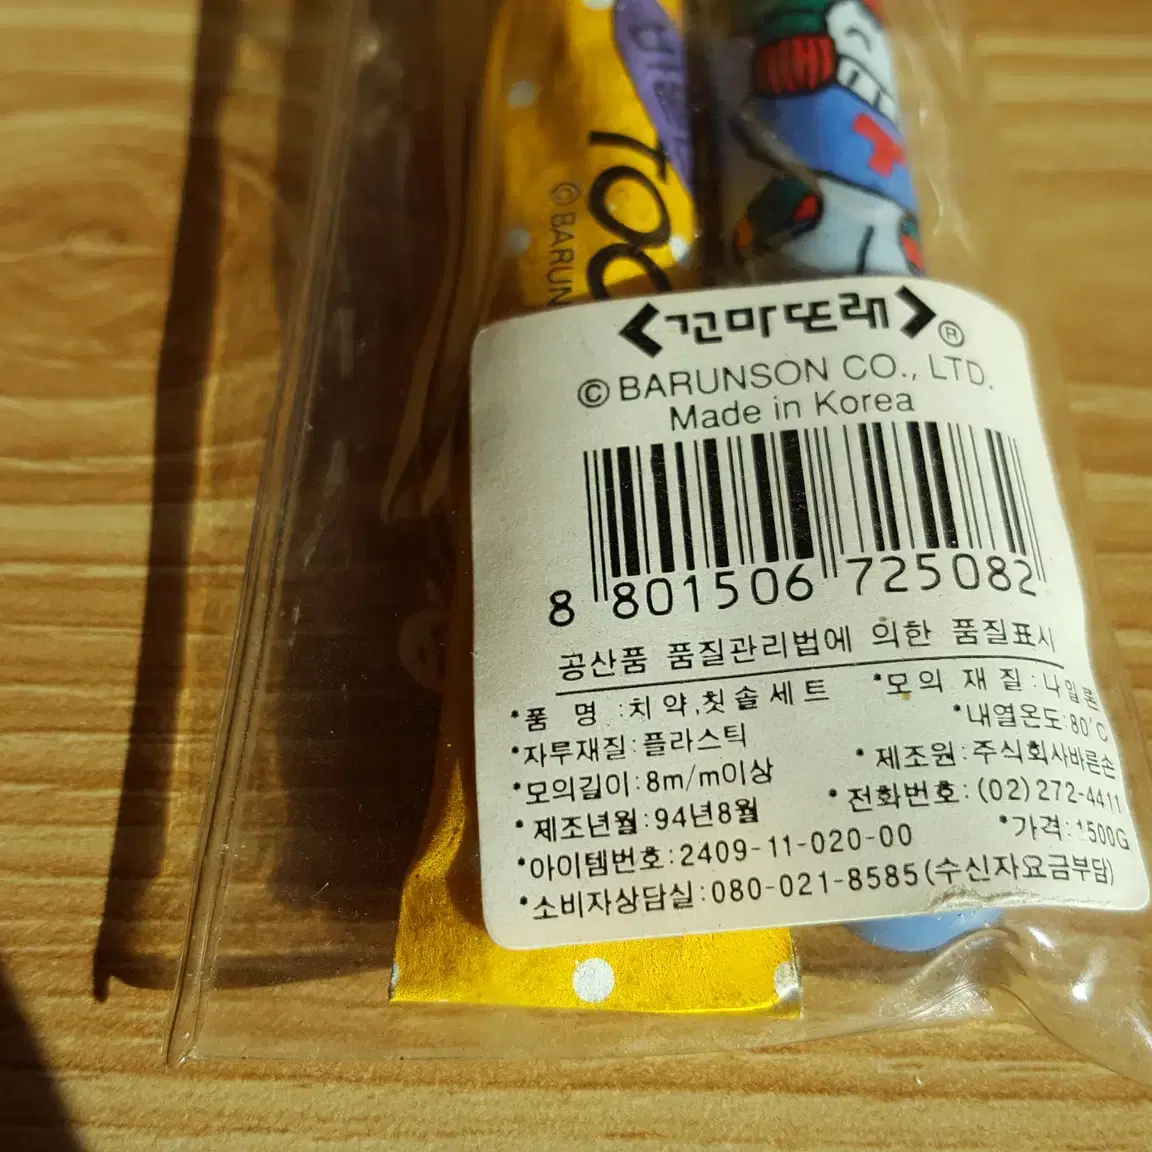 TOO
© BARUN
<꼬마또래>®
© BARUNSON CO., LTD.
Made in Korea
8 801506 725082
공산품 품질관리법에 의한 품질표시
*품 명 :치 약,칫 솔 세 트 *모 의 재 질 : 나일론
*자루재질:플라스틱 *내열온도:80°C
*모의길이:8m/m이상 *제조원:주식회사바른손
*제조년월:94년8월 *전화번호:(02)272-4411
*아이템번호:2409-11-020-00 *가격:1500G
*소비자상담실:080-021-8585(수신자요금부담)